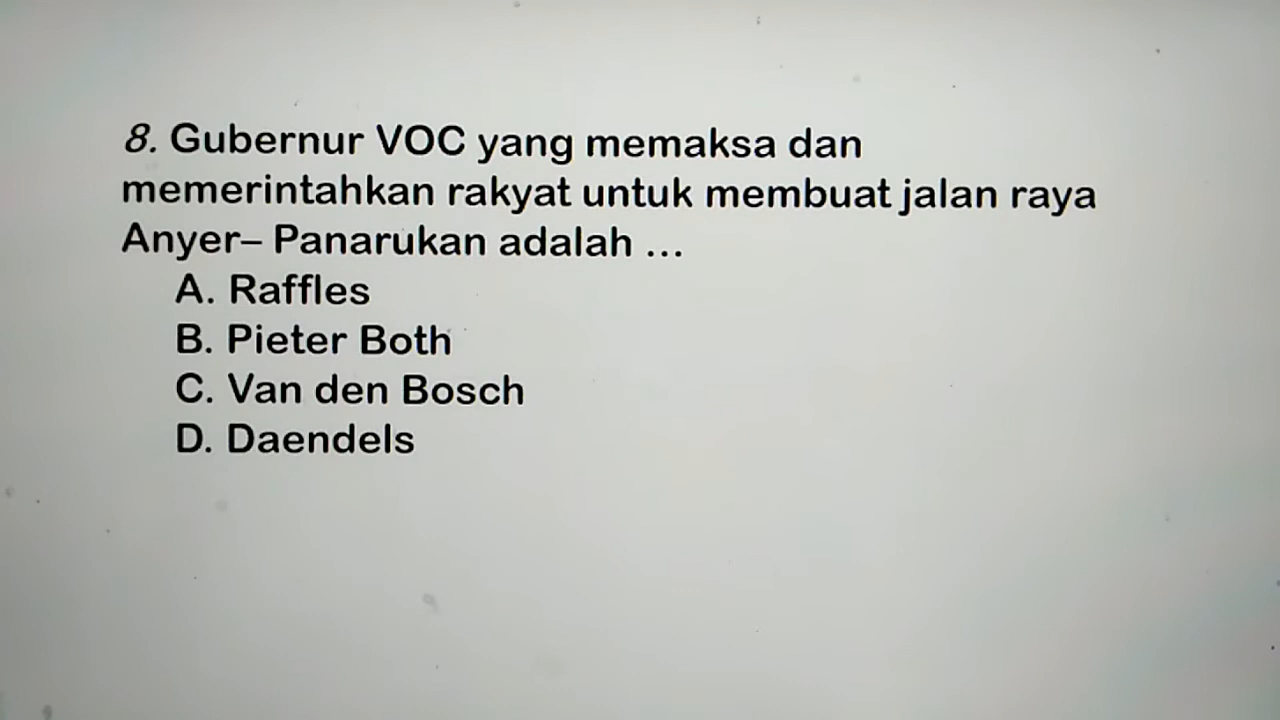 8. Gubernur VOC yang memaksa dan
memerintahkan rakyat untuk membuat jalan raya
Anyer– Panarukan adalah ...
A. Raffles
B. Pieter Both
C. Van den Bosch
D. Daendels